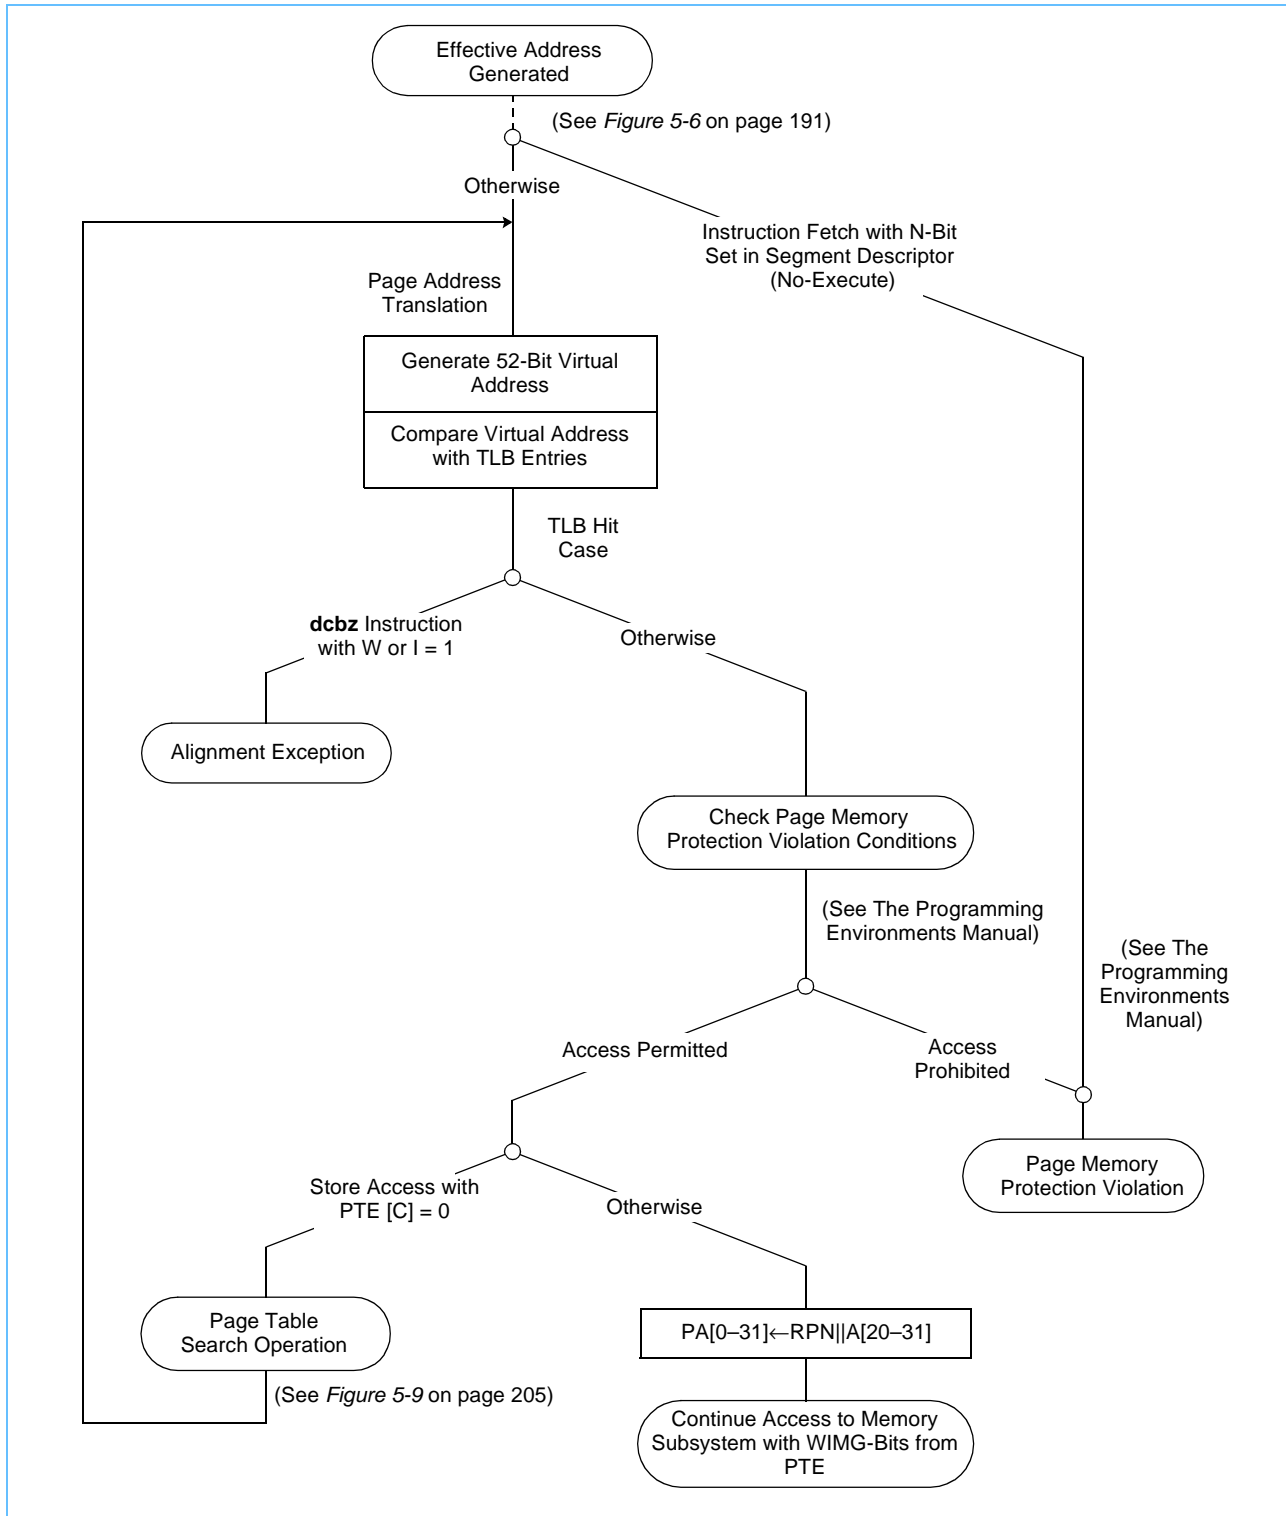 Effective Address
Generated
(See Figure 5-6 on page 191)
Otherwise
Instruction Fetch with N-Bit
Set in Segment Descriptor
(No-Execute)
Page Address
Translation
Generate 52-Bit Virtual
Address
Compare Virtual Address
with TLB Entries
TLB Hit
Case
dcbz Instruction
with W or I = 1
Otherwise
Alignment Exception
Check Page Memory
Protection Violation Conditions
(See The Programming
Environments Manual)
(See The
Programming
Environments
Manual)
Access Permitted
Access
Prohibited
Page Memory
Protection Violation
Store Access with
PTE [C] = 0
Otherwise
Page Table
Search Operation
PA[0–31]←RPN||A[20–31]
(See Figure 5-9 on page 205)
Continue Access to Memory
Subsystem with WIMG-Bits from
PTE